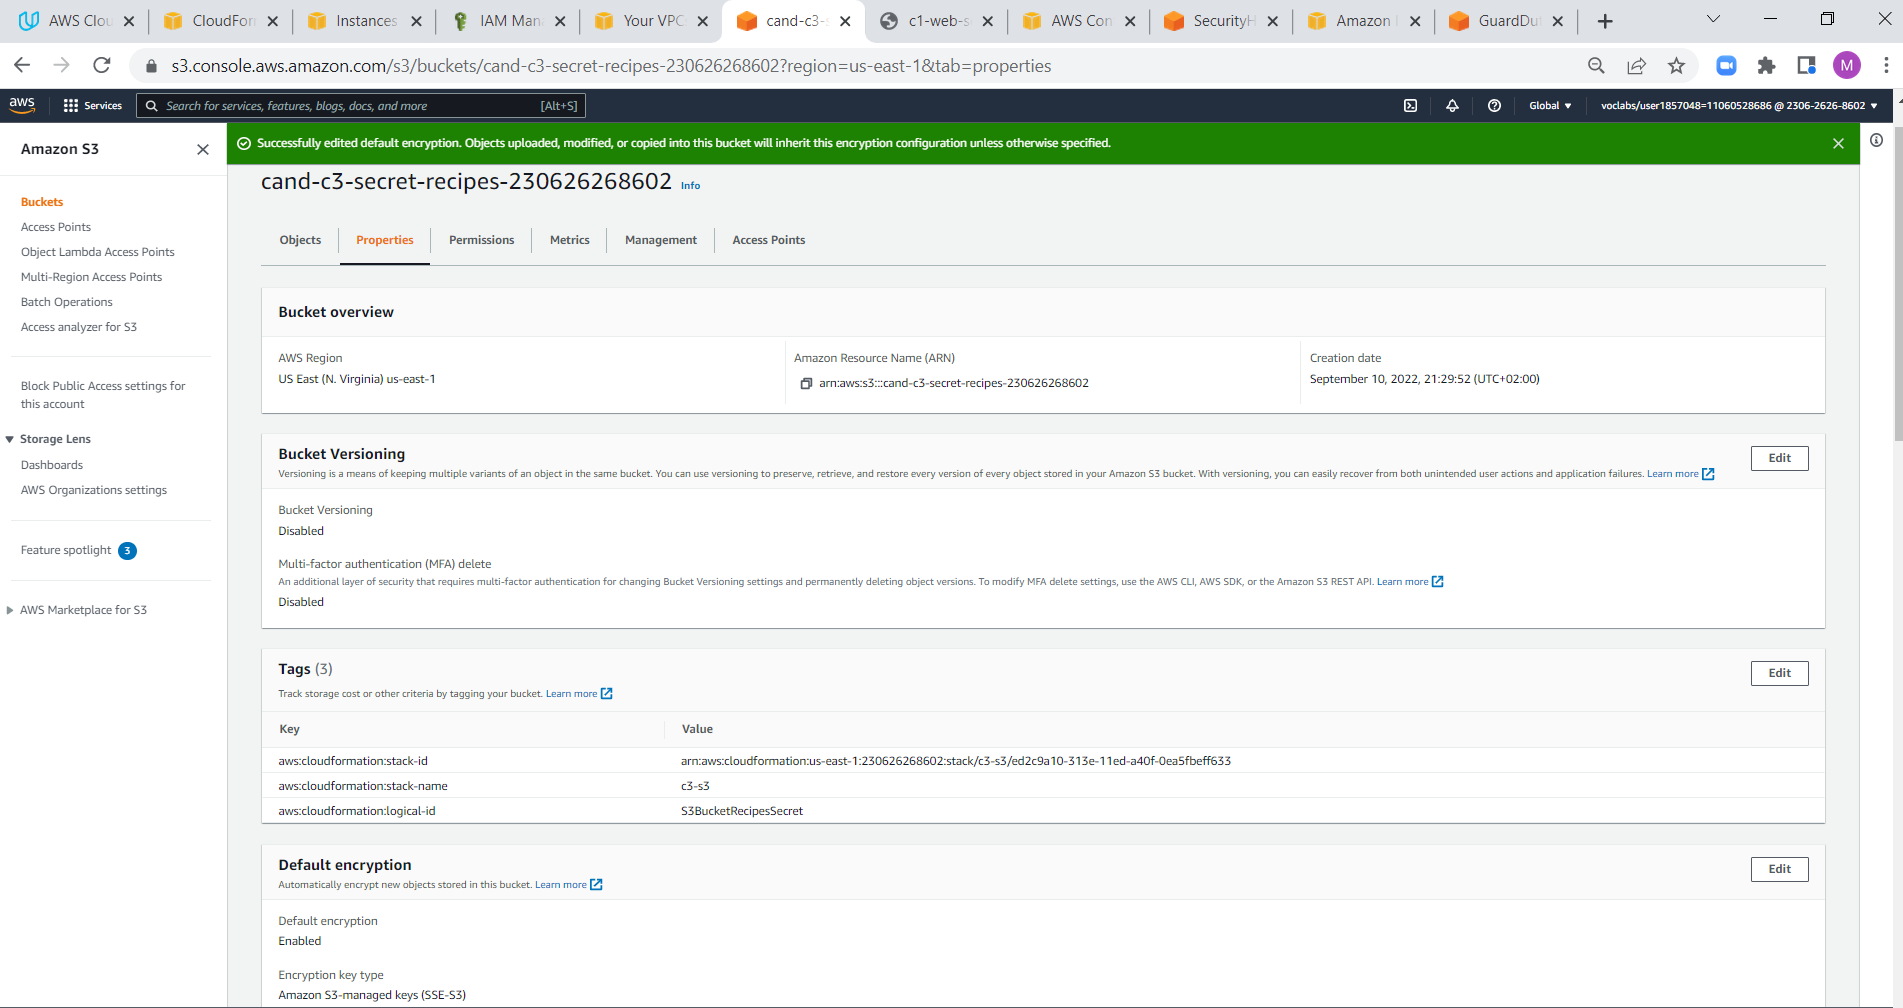 AWS Clou
CloudForm
Instances
IAM Man
Your VPC
cand-c3-s
c1-web-s
AWS Con
SecurityH
Amazon
GuardDu
s3.console.aws.amazon.com/s3/buckets/cand-c3-secret-recipes-230626268602?region=us-east-1&tab=properties
M
aws
Services
Search for services, features, blogs, docs, and more
[Alt+S]
Global
voclabs/user1857048=11060528686 @ 2306-2626-8602
Amazon S3
Buckets
Access Points
Object Lambda Access Points
Multi-Region Access Points
Batch Operations
Access analyzer for S3
Block Public Access settings for
this account
Storage Lens
Dashboards
AWS Organizations settings
Feature spotlight 3
AWS Marketplace for S3
Successfully edited default encryption. Objects uploaded, modified, or copied into this bucket will inherit this encryption configuration unless otherwise specified.
cand-c3-secret-recipes-230626268602 Info
Objects
Properties
Permissions
Metrics
Management
Access Points
Bucket overview
AWS Region
US East (N. Virginia) us-east-1
Amazon Resource Name (ARN)
arn:aws:s3:::cand-c3-secret-recipes-230626268602
Creation date
September 10, 2022, 21:29:52 (UTC+02:00)
Bucket Versioning
Edit
Versioning is a means of keeping multiple variants of an object in the same bucket. You can use versioning to preserve, retrieve, and restore every version of every object stored in your Amazon S3 bucket. With versioning, you can easily recover from both unintended user actions and application failures. Learn more
Bucket Versioning
Disabled
Multi-factor authentication (MFA) delete
An additional layer of security that requires multi-factor authentication for changing Bucket Versioning settings and permanently deleting object versions. To modify MFA delete settings, use the AWS CLI, AWS SDK, or the Amazon S3 REST API. Learn more
Disabled
Tags (3)
Edit
Track storage cost or other criteria by tagging your bucket. Learn more
Key
Value
aws:cloudformation:stack-id
arn:aws:cloudformation:us-east-1:230626268602:stack/c3-s3/ed2c9a10-313e-11ed-a40f-0ea5fbeff633
aws:cloudformation:stack-name
c3-s3
aws:cloudformation:logical-id
S3BucketRecipesSecret
Default encryption
Edit
Automatically encrypt new objects stored in this bucket. Learn more
Default encryption
Enabled
Encryption key type
Amazon S3-managed keys (SSE-S3)